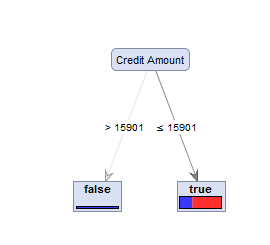 Credit Amount
> 15901 ≤ 15901
false true